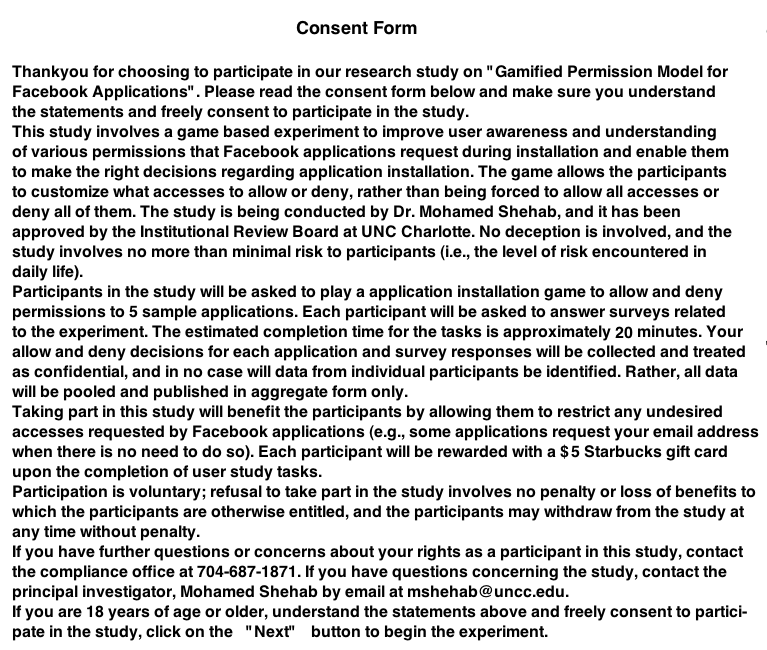 Consent Form
Thankyou for choosing to participate in our research study on "Gamified Permission Model for
Facebook Applications". Please read the consent form below and make sure you understand
the statements and freely consent to participate in the study.
This study involves a game based experiment to improve user awareness and understanding
of various permissions that Facebook applications request during installation and enable them
to make the right decisions regarding application installation. The game allows the participants
to customize what accesses to allow or deny, rather than being forced to allow all accesses or
deny all of them. The study is being conducted by Dr. Mohamed Shehab, and it has been
approved by the Institutional Review Board at UNC Charlotte. No deception is involved, and the
study involves no more than minimal risk to participants (i.e., the level of risk encountered in
daily life).
Participants in the study will be asked to play a application installation game to allow and deny
permissions to 5 sample applications. Each participant will be asked to answer surveys related
to the experiment. The estimated completion time for the tasks is approximately 20 minutes. Your
allow and deny decisions for each application and survey responses will be collected and treated
as confidential, and in no case will data from individual participants be identified. Rather, all data
will be pooled and published in aggregate form only.
Taking part in this study will benefit the participants by allowing them to restrict any undesired
accesses requested by Facebook applications (e.g., some applications request your email address
when there is no need to do so). Each participant will be rewarded with a $5 Starbucks gift card
upon the completion of user study tasks.
Participation is voluntary; refusal to take part in the study involves no penalty or loss of benefits to
which the participants are otherwise entitled, and the participants may withdraw from the study at
any time without penalty.
If you have further questions or concerns about your rights as a participant in this study, contact
the compliance office at 704-687-1871. If you have questions concerning the study, contact the
principal investigator, Mohamed Shehab by email at mshehab@uncc.edu.
If you are 18 years of age or older, understand the statements above and freely consent to partici-
pate in the study, click on the "Next" button to begin the experiment.